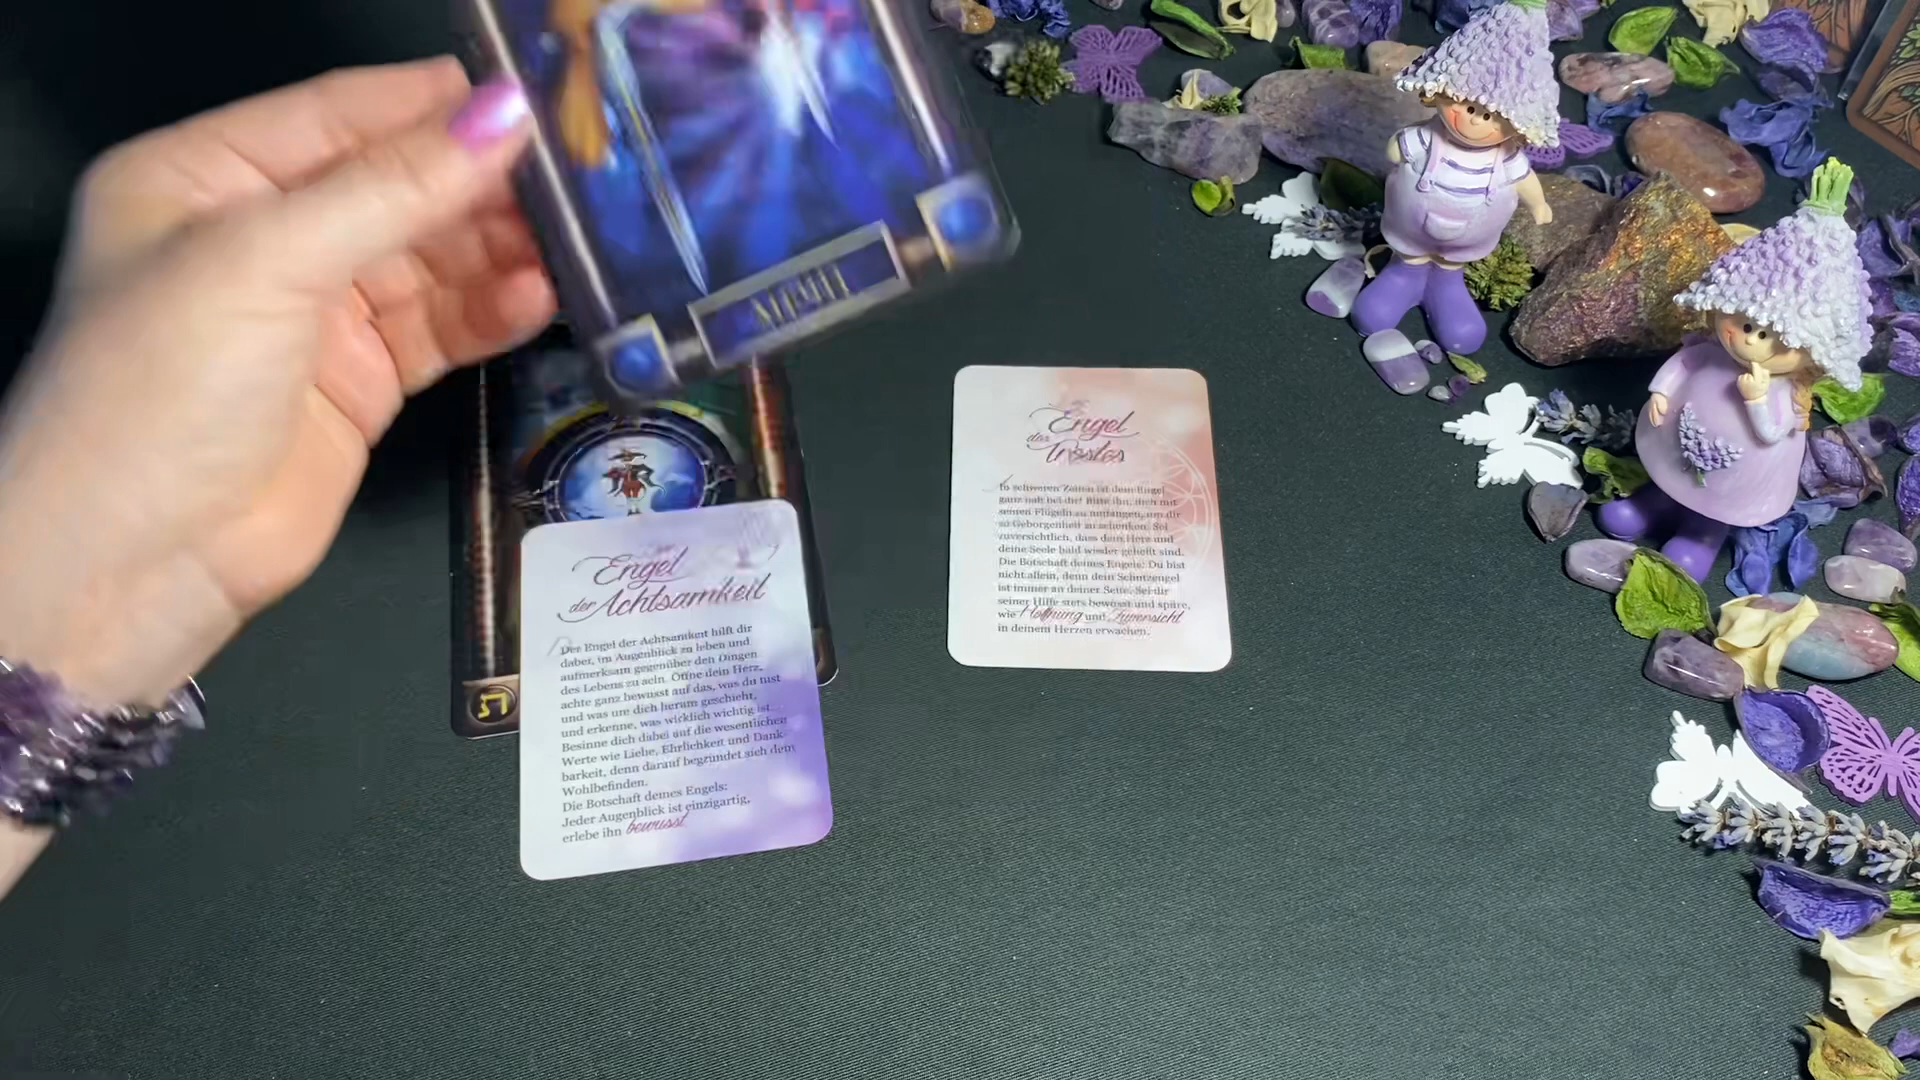 Engel
der Achtsamkeit
Der Engel der Achtsamkeit hilft dir
dabei, im Augenblick zu leben und
aufmerksam gegenüber den Dingen
des Lebens zu sein. Öffne dein Herz,
achte ganz bewusst auf das, was du tust
und was um dich herum geschieht,
und erkenne, was wirklich wichtig ist.
Besinne dich dabei auf die wesentlichen
Werte wie Liebe, Ehrlichkeit und Dank-
barkeit, denn darauf begründet sich dein
Wohlbefinden.
Die Botschaft deines Engels:
Jeder Augenblick ist einzigartig,
erlebe ihn bewusst
Engel
des Trostes
In schweren Zeiten ist dein Engel
ganz nah bei dir! Bitte ihn, dich mit
seinen Flügeln zu umfangen, um dir
so Geborgenheit zu schenken. Sei
zuversichtlich, dass dein Herz und
deine Seele bald wieder geheilt sind.
Die Botschaft deines Engels: Du bist
nicht allein, denn dein Schutzengel
ist immer an deiner Seite. Sei dir
seiner Hilfe stets bewusst und spüre,
wie Hoffnung und Zuversicht
in deinem Herzen erwachen.